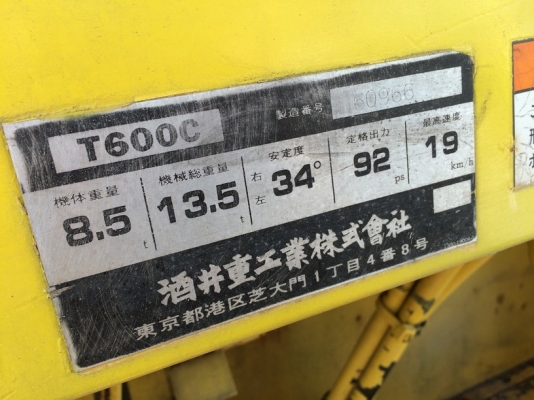 T600C 製造番号
機体重量 機械総重量 安定度 定格出力 最高速度
8.5 t 13.5 t 右 左 34° 92 ps 19 km/h
酒井重工業株式會社
東京都港区芝大門1丁目4番8号